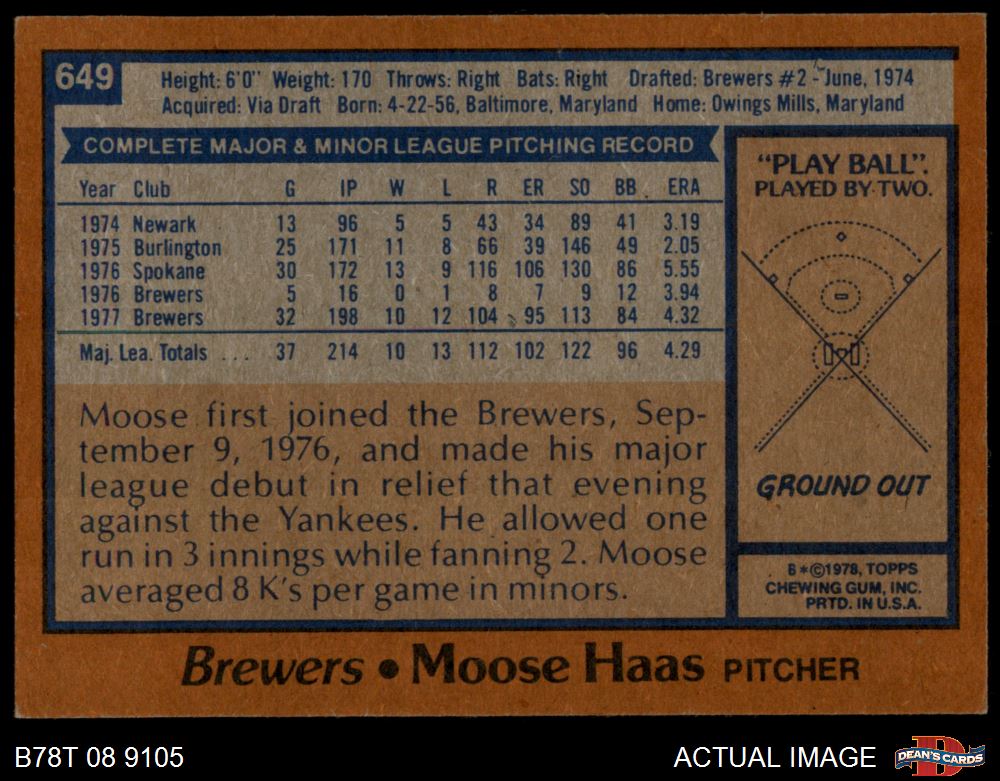 649
Height: 6'0" Weight: 170 Throws: Right Bats: Right Drafted: Brewers #2 - June, 1974
Acquired: Via Draft Born: 4-22-56, Baltimore, Maryland Home: Owings Mills, Maryland
COMPLETE MAJOR & MINOR LEAGUE PITCHING RECORD
Year Club G IP W L R ER SO BB ERA
1974 Newark 13 96 5 5 43 34 89 41 3.19
1975 Burlington 25 171 11 8 66 39 146 49 2.05
1976 Spokane 30 172 13 9 116 106 130 86 5.55
1976 Brewers 5 16 0 1 8 7 9 12 3.94
1977 Brewers 32 198 10 12 104 95 113 84 4.32
Maj. Lea. Totals ... 37 214 10 13 112 102 122 96 4.29
Moose first joined the Brewers, Sep-
tember 9, 1976, and made his major
league debut in relief that evening
against the Yankees. He allowed one
run in 3 innings while fanning 2. Moose
averaged 8 K's per game in minors.
"PLAY BALL".
PLAYED BY TWO.
GROUND OUT
B*©1978, TOPPS
CHEWING GUM, INC.
PRTD. IN U.S.A.
Brewers • Moose Haas PITCHER
B78T 08 9105
ACTUAL IMAGE
DEAN'S CARDS